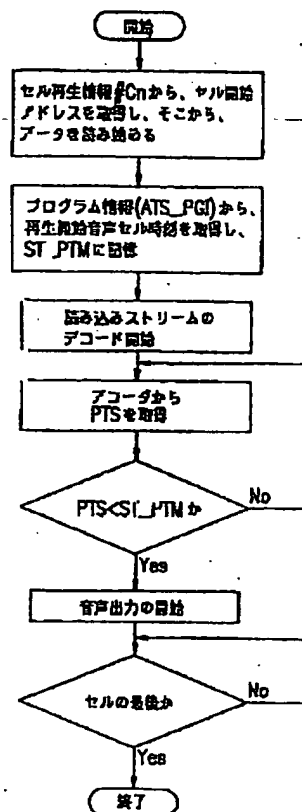 開始
セル再生情報#Cnから、セル開始
アドレスを取得し、そこから、
データを読み始める
プログラム情報(ATS_PGI)から、
再生開始音声セル時刻を取得し、
ST_PTMに記憶
読み込みストリームの
デコード開始
デコーダから
PTSを取得
PTS<ST_PTMか
No
Yes
音声出力の開始
セルの最後か
No
Yes
終了